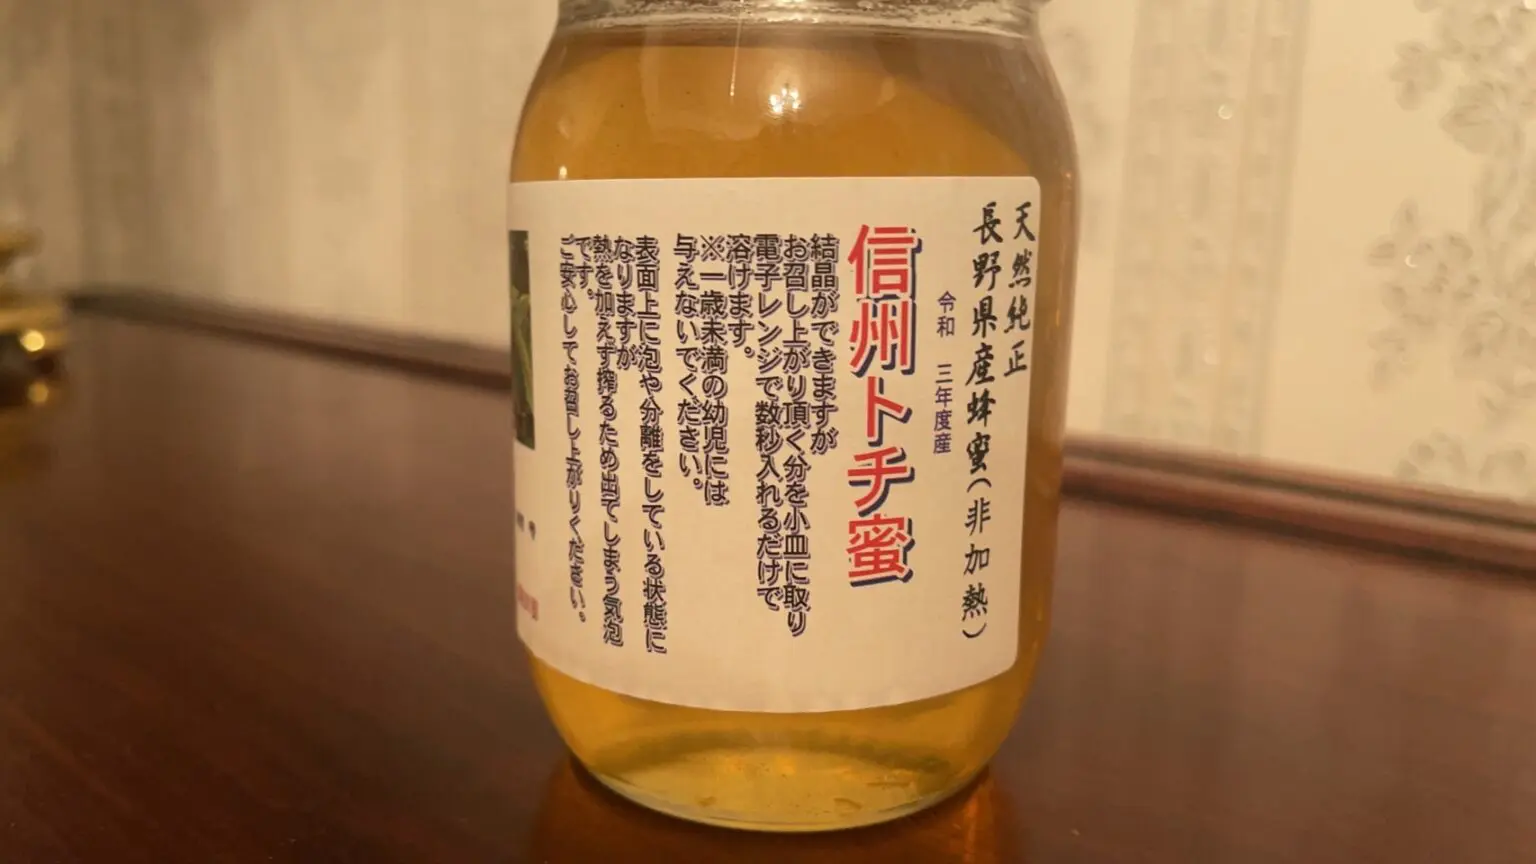 天然純正
長野県産蜂蜜(非加熱)
令和 三年度産
信州トチ蜜
結晶ができますが
お召し上がり頂く分を小皿に取り
電子レンジで数秒入れるだけで
溶けます。
※一歳未満の幼児には
与えないでください。
表面上に泡や分離をしている状態に
なりますが
熱を加えず搾るため出てしまう気泡
です。
ご安心してお召し上がりください。